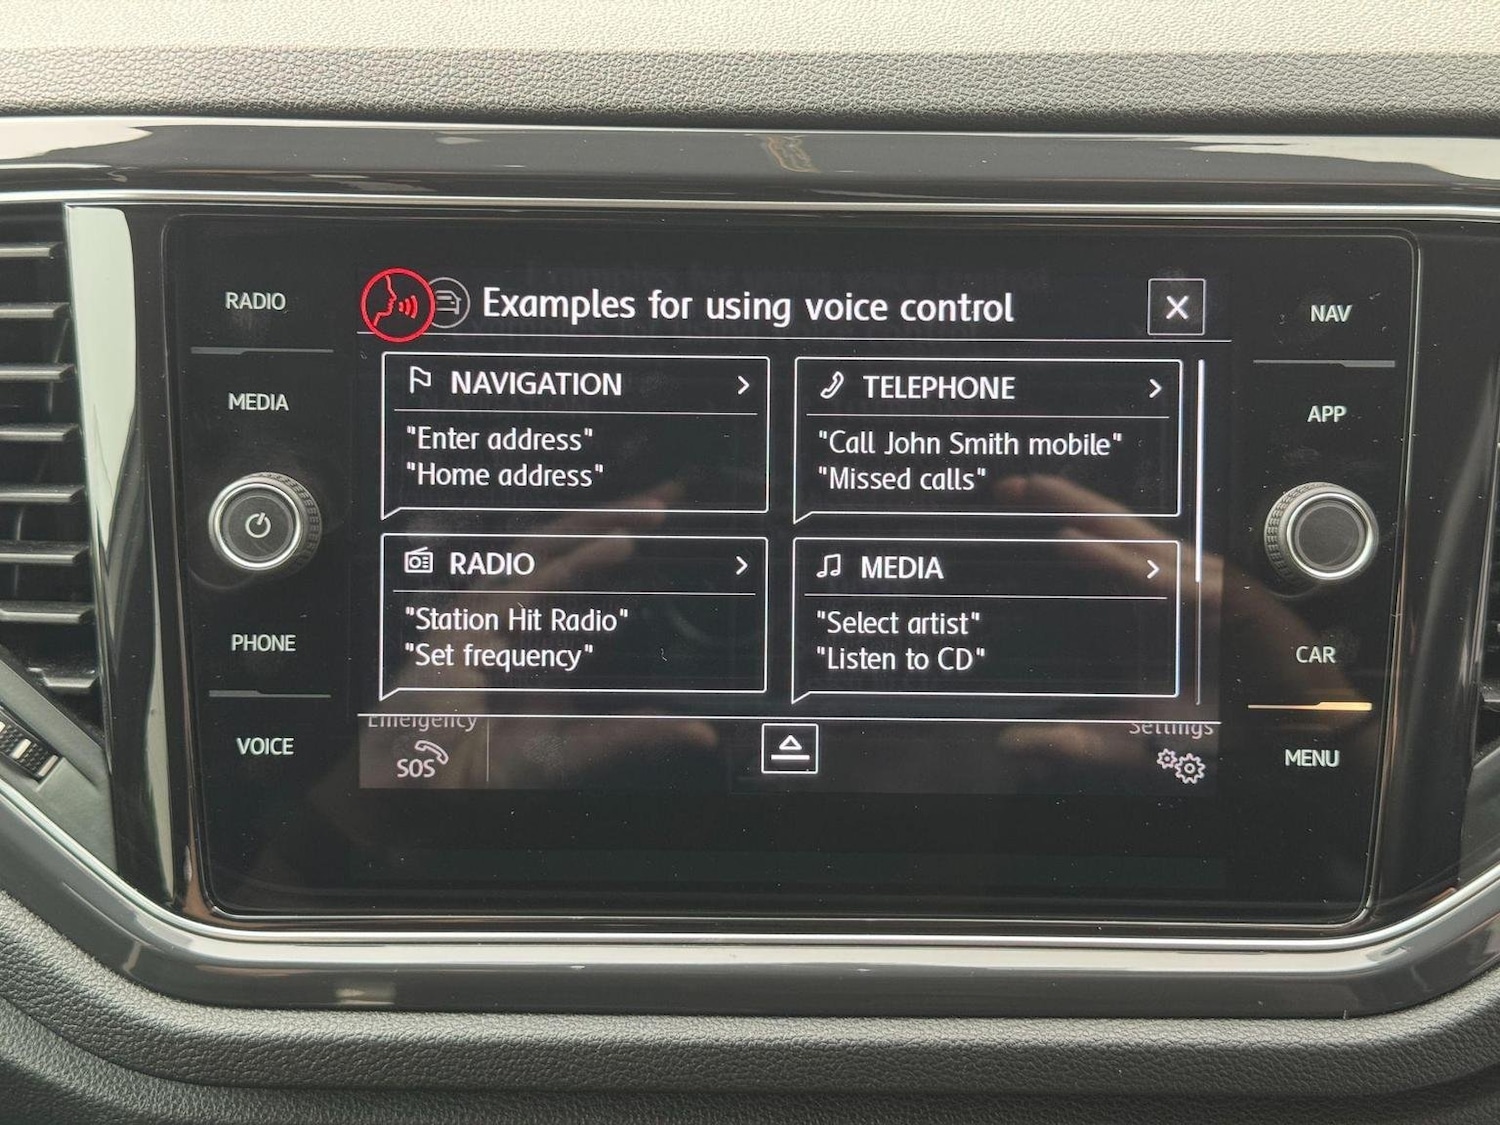 Examples for using voice control
X
RADIO
MEDIA
PHONE
VOICE
NAVIGATION
"Enter address"
"Home address"
TELEPHONE
"Call John Smith mobile"
"Missed calls"
RADIO
"Station Hit Radio"
"Set frequency"
MEDIA
"Select artist"
"Listen to CD"
Emergency
SOS
Settings
NAV
APP
CAR
MENU